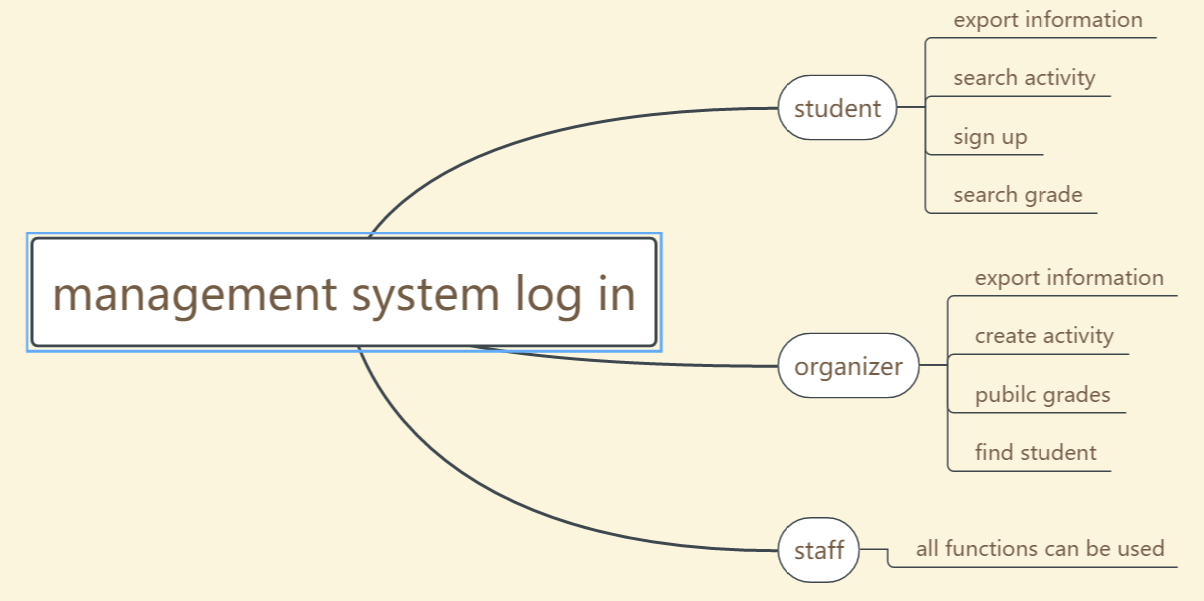 management system log in
student
export information
search activity
sign up
search grade
organizer
export information
create activity
pubilc grades
find student
staff
all functions can be used